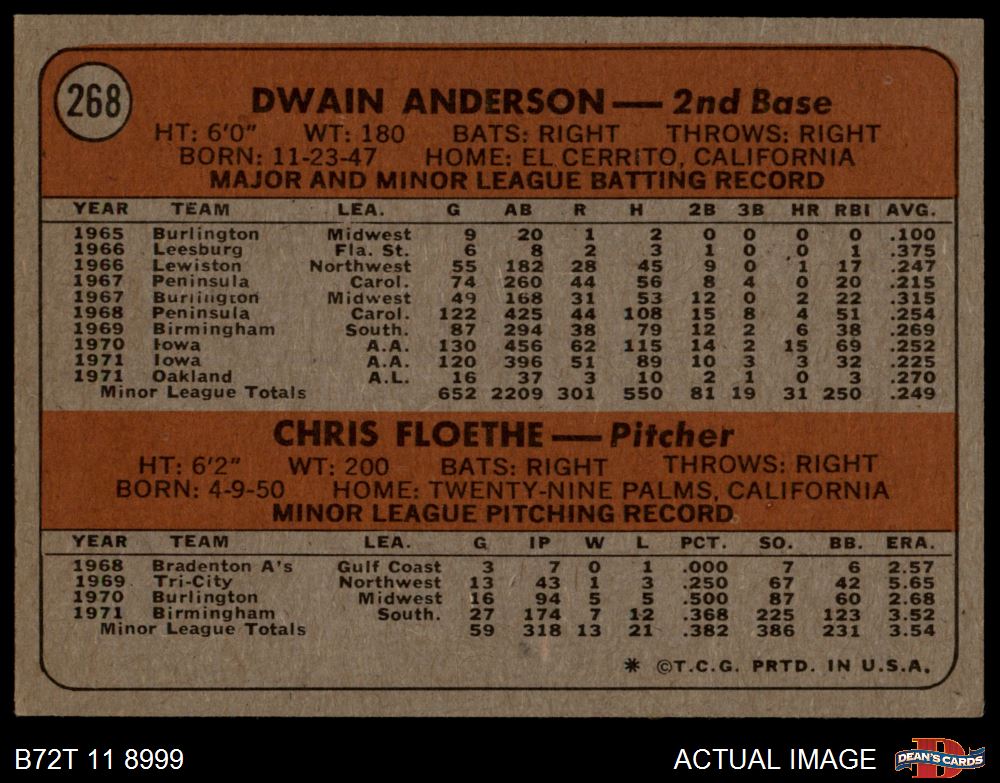 268
DWAIN ANDERSON — 2nd Base
HT: 6'0" WT: 180 BATS: RIGHT THROWS: RIGHT
BORN: 11-23-47 HOME: EL CERRITO, CALIFORNIA
MAJOR AND MINOR LEAGUE BATTING RECORD
YEAR TEAM LEA. G AB R H 2B 3B HR RBI AVG.
1965 Burlington Midwest 9 20 1 2 0 0 0 0 .100
1966 Leesburg Fla. St. 6 8 2 3 1 0 0 1 .375
1966 Lewiston Northwest 55 182 28 45 9 0 1 17 .247
1967 Peninsula Carol. 74 260 44 56 8 4 0 20 .215
1967 Burlington Midwest 49 168 31 53 12 0 2 22 .315
1968 Peninsula Carol. 122 425 44 108 15 8 4 51 .254
1969 Birmingham South. 87 294 38 79 12 2 6 38 .269
1970 Iowa A.A. 130 456 62 115 14 2 15 69 .252
1971 Iowa A.A. 120 396 51 89 10 3 3 32 .225
1971 Oakland A.L. 16 37 3 10 2 1 0 3 .270
Minor League Totals 652 2209 301 550 81 19 31 250 .249
CHRIS FLOETHE — Pitcher
HT: 6'2" WT: 200 BATS: RIGHT THROWS: RIGHT
BORN: 4-9-50 HOME: TWENTY-NINE PALMS, CALIFORNIA
MINOR LEAGUE PITCHING RECORD
YEAR TEAM LEA. G IP W L PCT. SO. BB. ERA.
1968 Bradenton A's Gulf Coast 3 7 0 1 .000 7 6 2.57
1969 Tri-City Northwest 13 43 1 3 .250 67 42 5.65
1970 Burlington Midwest 16 94 5 5 .500 87 60 2.68
1971 Birmingham South. 27 174 7 12 .368 225 123 3.52
Minor League Totals 59 318 13 21 .382 386 231 3.54
* ©T.C.G. PRTD. IN U.S.A.
B72T 11 8999 ACTUAL IMAGE DEAN'S CARDS